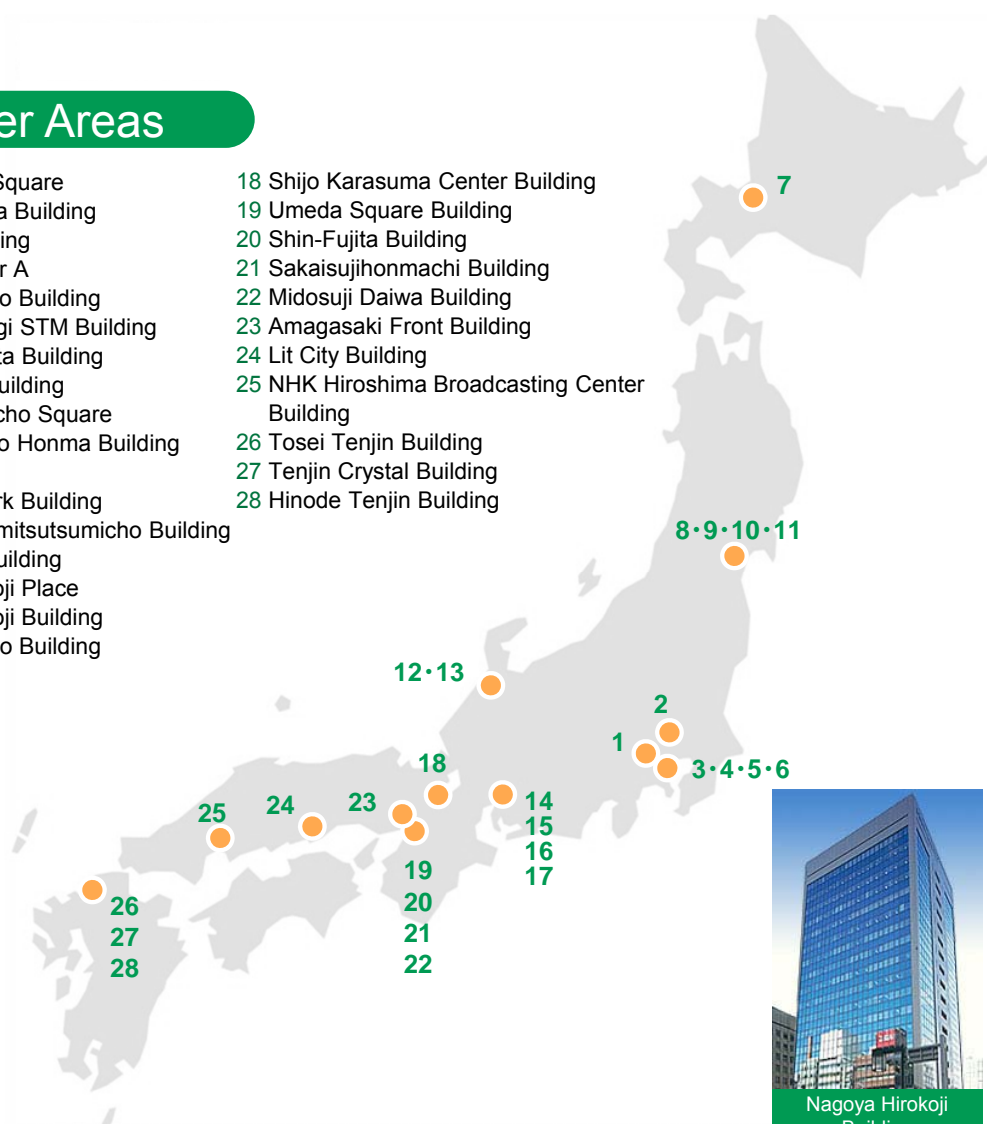 er Areas
Square
a Building
ing
r A
o Building
gi STM Building
ta Building
uilding
cho Square
o Honma Building
rk Building
mitsutsumicho Building
uilding
oji Place
oji Building
o Building
18 Shijo Karasuma Center Building
19 Umeda Square Building
20 Shin-Fujita Building
21 Sakaisujihonmachi Building
22 Midosuji Daiwa Building
23 Amagasaki Front Building
24 Lit City Building
25 NHK Hiroshima Broadcasting Center
Building
26 Tosei Tenjin Building
27 Tenjin Crystal Building
28 Hinode Tenjin Building
7
8・9・10・11
12・13
2
1
3・4・5・6
18
23
24
25
14
15
16
17
19
20
21
22
26
27
28
Nagoya Hirokoji
Building